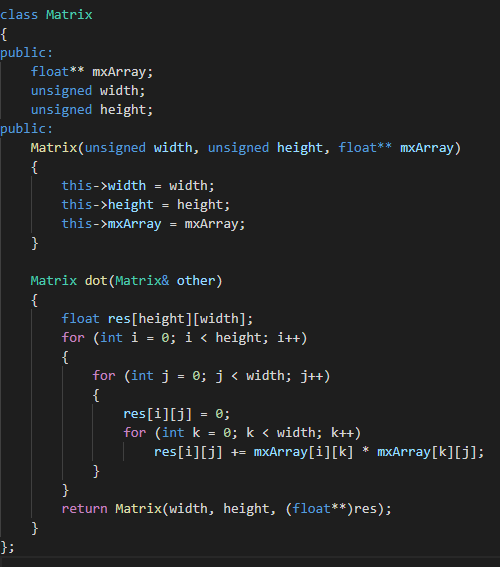 class Matrix
{
public:
    float** mxArray;
    unsigned width;
    unsigned height;
public:
    Matrix(unsigned width, unsigned height, float** mxArray)
    {
        this->width = width;
        this->height = height;
        this->mxArray = mxArray;
    }

    Matrix dot(Matrix& other)
    {
        float res[height][width];
        for (int i = 0; i < height; i++)
        {
            for (int j = 0; j < width; j++)
            {
                res[i][j] = 0;
                for (int k = 0; k < width; k++)
                    res[i][j] += mxArray[i][k] * mxArray[k][j];
            }
        }
        return Matrix(width, height, (float**)res);
    }
};